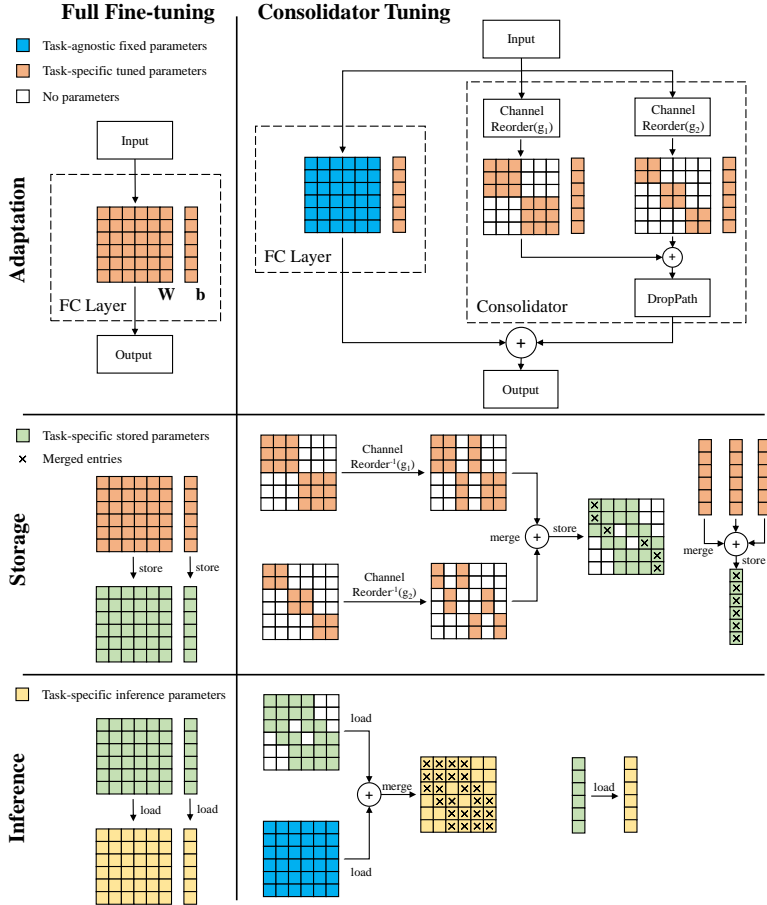 Full Fine-tuning
Consolidator Tuning
Task-agnostic fixed parameters
Task-specific tuned parameters
No parameters
Adaptation
Input
FC Layer
W
b
Output
Input
Channel
Reorder(g₁)
Channel
Reorder(g₂)
FC Layer
+
Consolidator
DropPath
+
Output
Storage
Task-specific stored parameters
× Merged entries
store
store
Channel
Reorder⁻¹(g₁)
Channel
Reorder⁻¹(g₂)
merge
+
store
merge
+
store
Inference
Task-specific inference parameters
load
load
load
+
merge
load
load